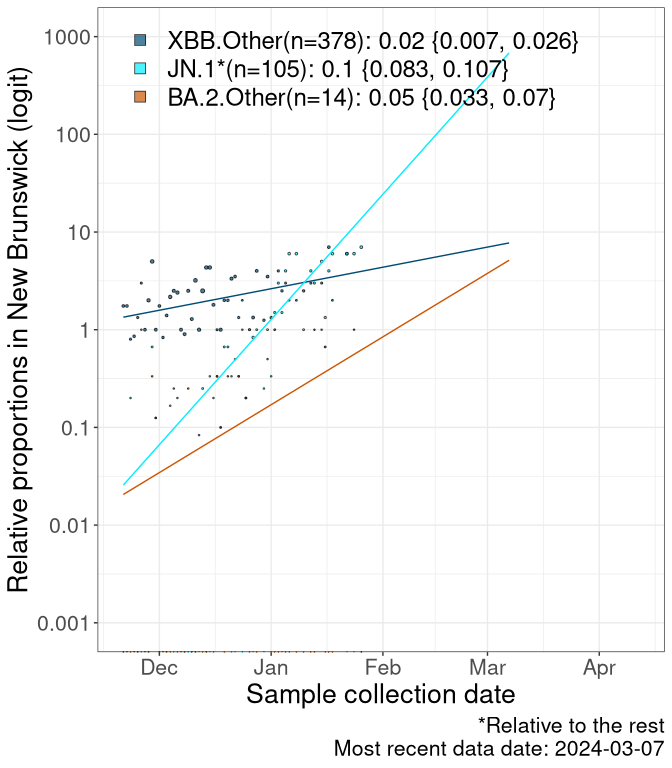 XBB.Other(n=378): 0.02 {0.007, 0.026}
JN.1*(n=105): 0.1 {0.083, 0.107}
BA.2.Other(n=14): 0.05 {0.033, 0.07}
Relative proportions in New Brunswick (logit)
1000
100
10
1
0.1
0.01
0.001
Dec Jan Feb Mar Apr
Sample collection date
*Relative to the rest
Most recent data date: 2024-03-07